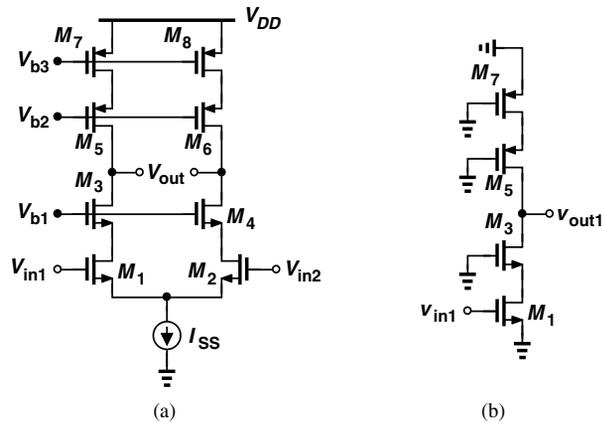 V_DD
M_7
M_8
V_b3
V_b2
M_5
M_6
M_3
V_out
V_b1
M_4
V_in1
M_1
M_2
V_in2
I_SS
(a)
M_7
M_5
M_3
v_out1
v_in1
M_1
(b)